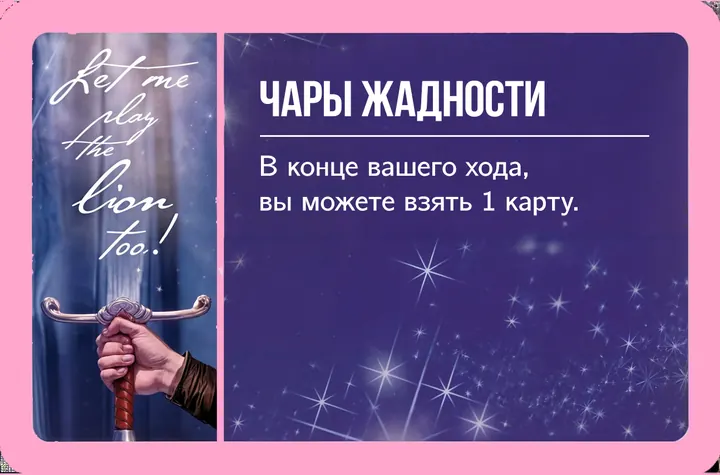 Let me
play
the
lion
too!
ЧАРЫ ЖАДНОСТИ
В конце вашего хода,
вы можете взять 1 карту.